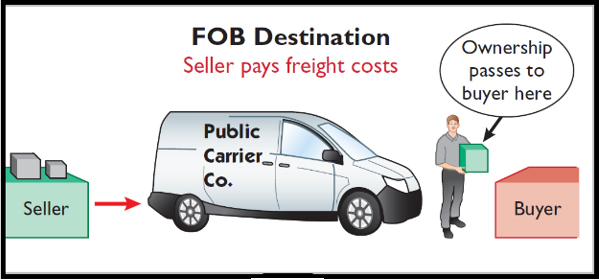 FOB Destination
Seller pays freight costs
Ownership
passes to
buyer here
Public
Carrier
Co.
Seller
Buyer